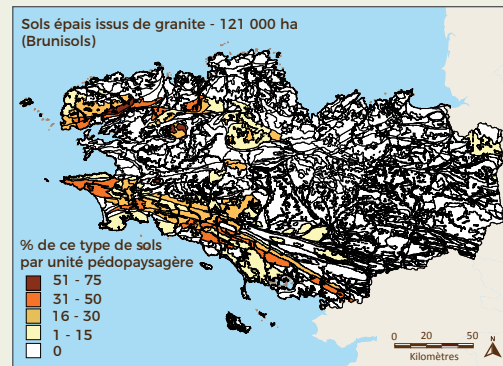 Sols épais issus de granite - 121 000 ha
(Brunisols)
% de ce type de sols
par unité pédopaysagère
51 - 75
31 - 50
16 - 30
1 - 15
0
0 20 50
Kilomètres
N